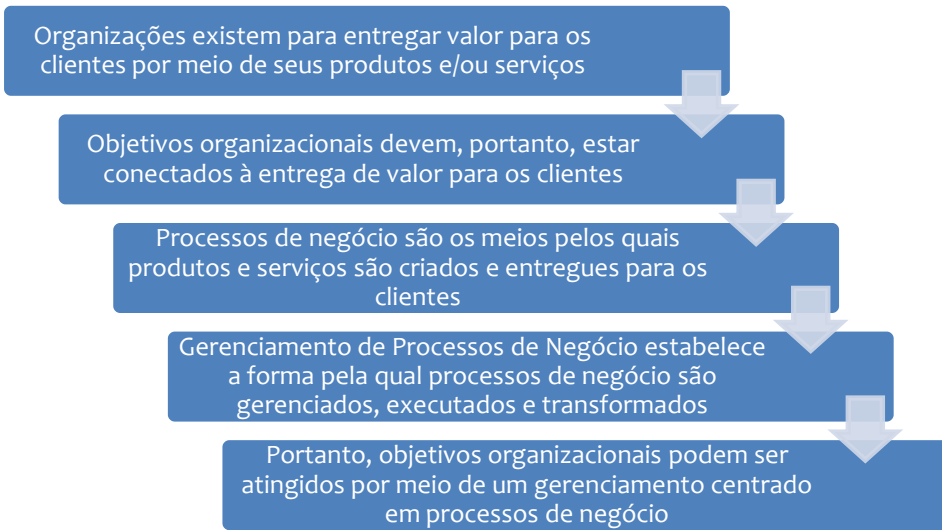 Organizações existem para entregar valor para os
clientes por meio de seus produtos e/ou serviços
Objetivos organizacionais devem, portanto, estar
conectados à entrega de valor para os clientes
Processos de negócio são os meios pelos quais
produtos e serviços são criados e entregues para os
clientes
Gerenciamento de Processos de Negócio estabelece
a forma pela qual processos de negócio são
gerenciados, executados e transformados
Portanto, objetivos organizacionais podem ser
atingidos por meio de um gerenciamento centrado
em processos de negócio